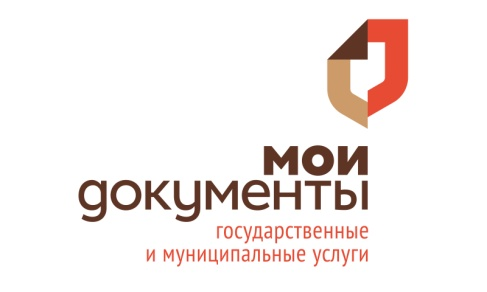 мои
документы
государственные
и муниципальные услуги